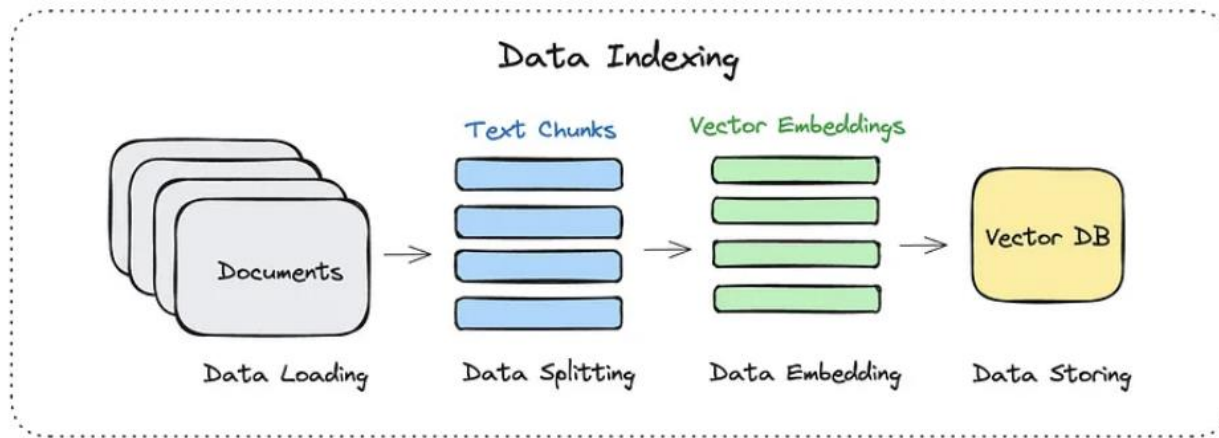 Data Indexing
Text Chunks
Vector Embeddings
Documents
Vector DB
Data Loading
Data Splitting
Data Embedding
Data Storing